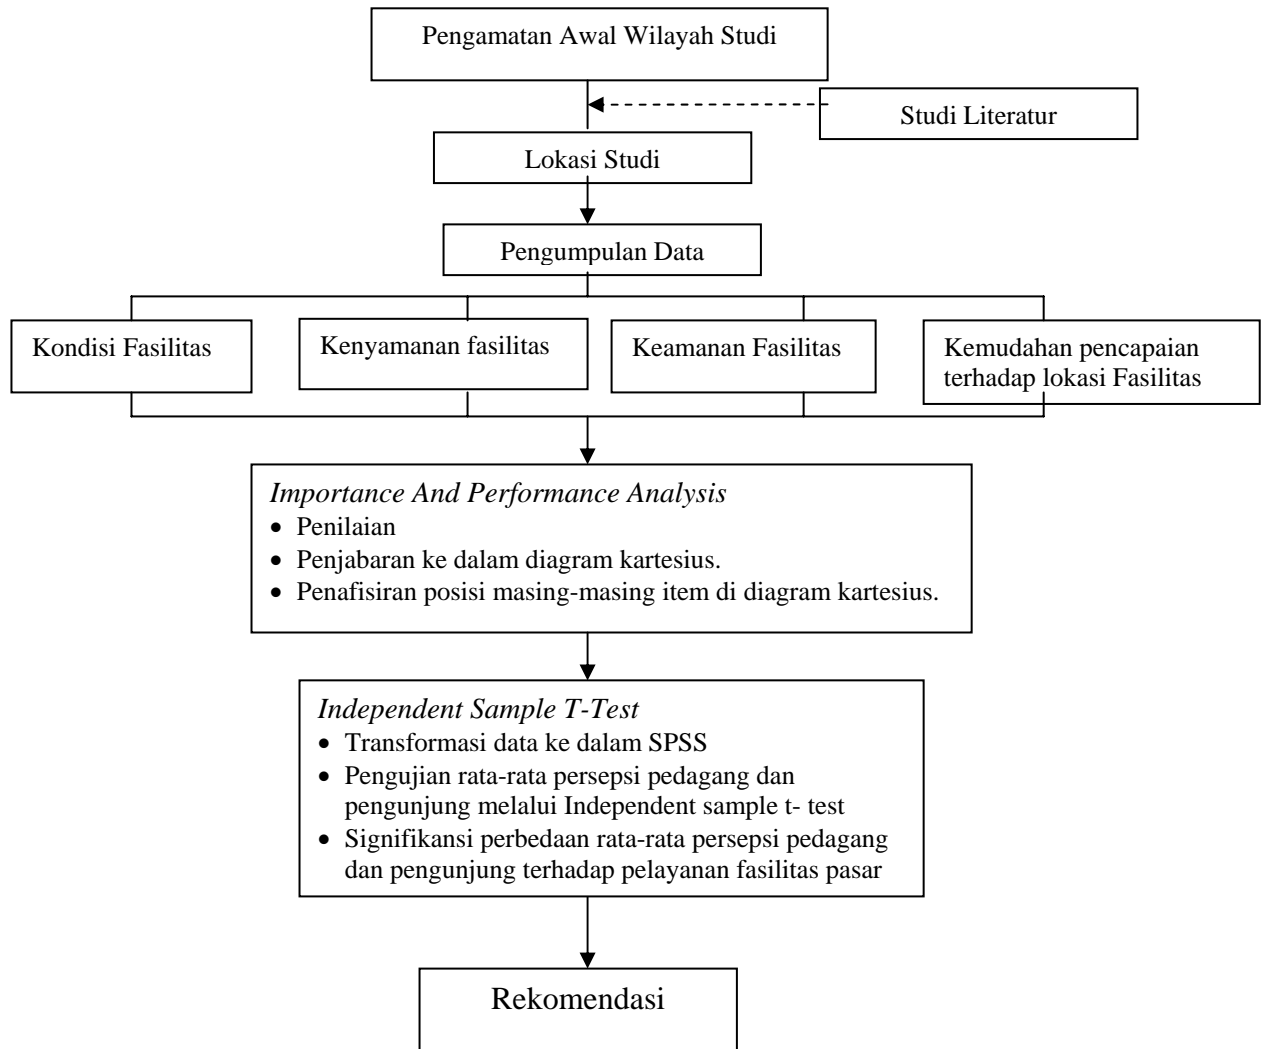 Pengamatan Awal Wilayah Studi
Studi Literatur
Lokasi Studi
Pengumpulan Data
Kondisi Fasilitas
Kenyamanan fasilitas
Keamanan Fasilitas
Kemudahan pencapaian
terhadap lokasi Fasilitas
Importance And Performance Analysis
• Penilaian
• Penjabaran ke dalam diagram kartesius.
• Penafisiran posisi masing-masing item di diagram kartesius.
Independent Sample T-Test
• Transformasi data ke dalam SPSS
• Pengujian rata-rata persepsi pedagang dan
pengunjung melalui Independent sample t- test
• Signifikansi perbedaan rata-rata persepsi pedagang
dan pengunjung terhadap pelayanan fasilitas pasar
Rekomendasi